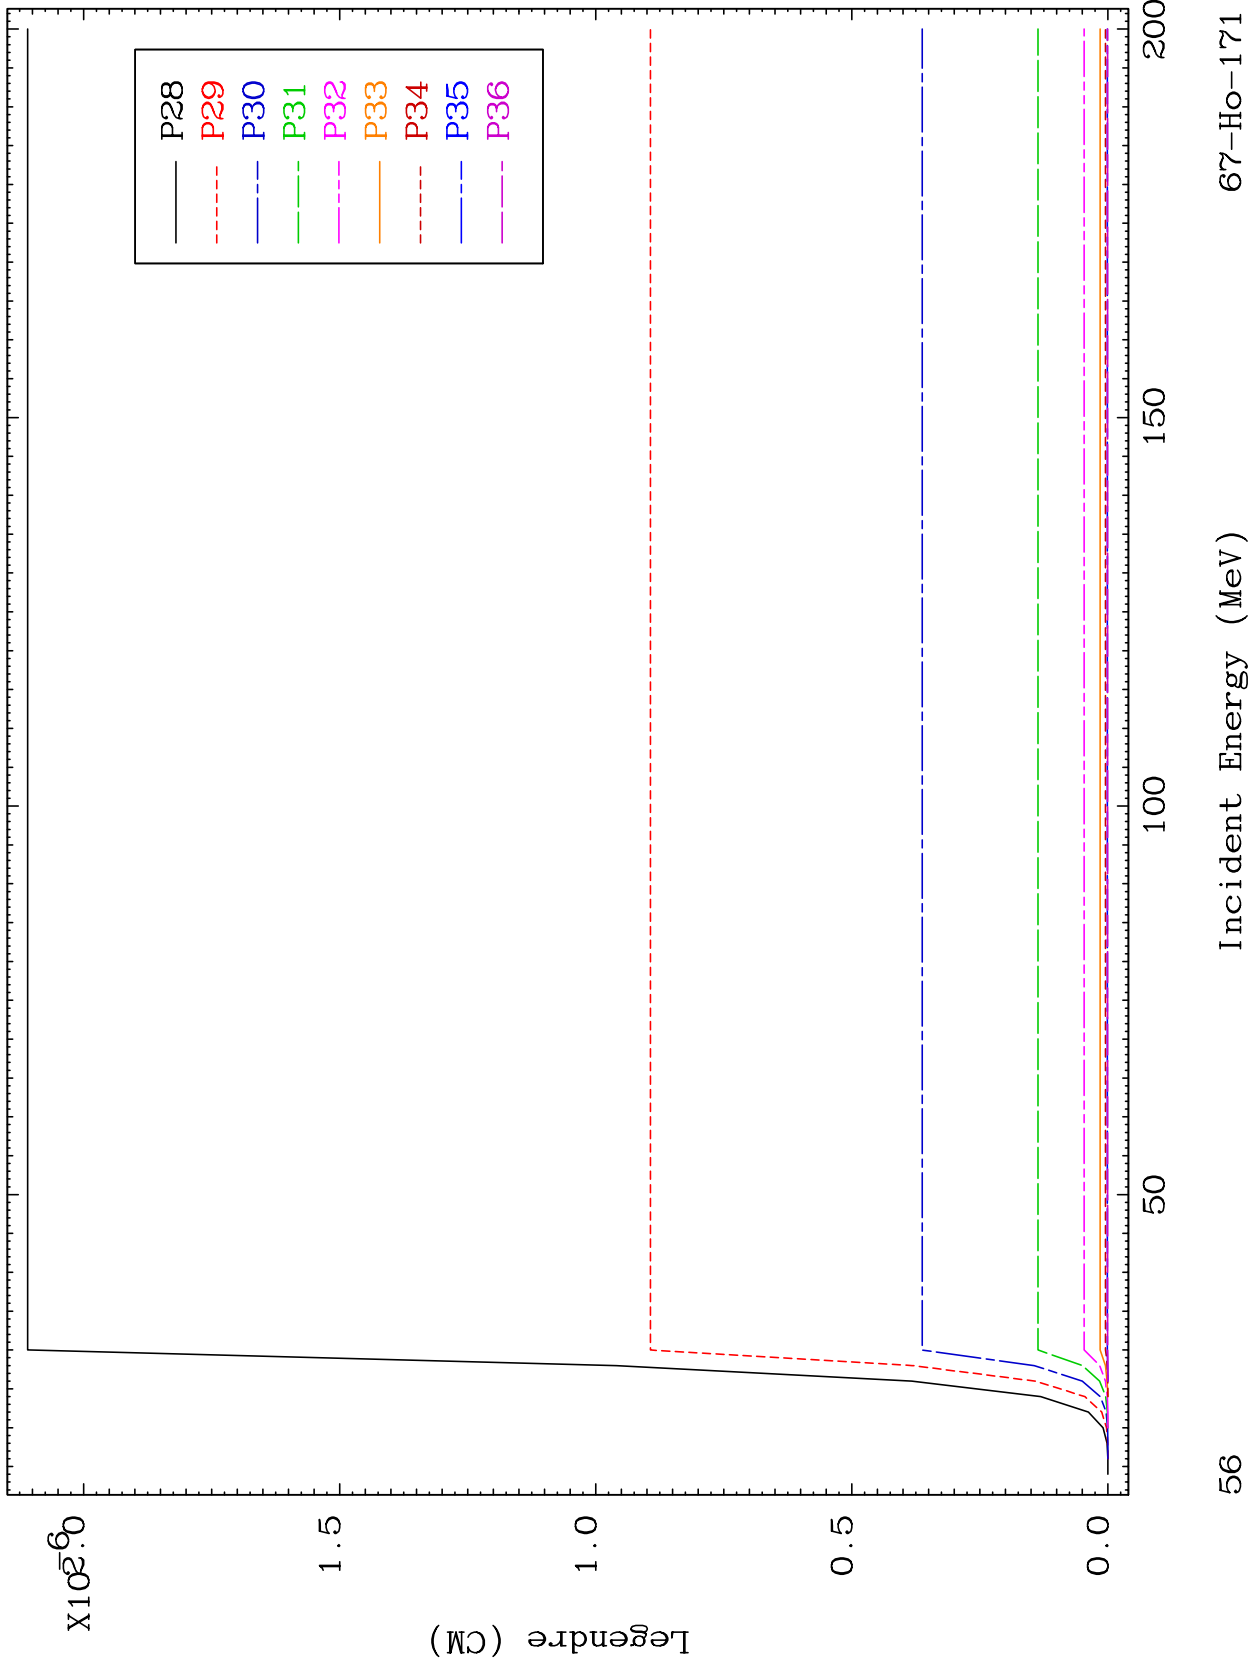 X10-6
2.0
1.5
1.0
0.5
0.0
Legendre (CM)
P28
P29
P30
P31
P32
P33
P34
P35
P36
50
100
150
200
Incident Energy (MeV)
56
67-Ho-171